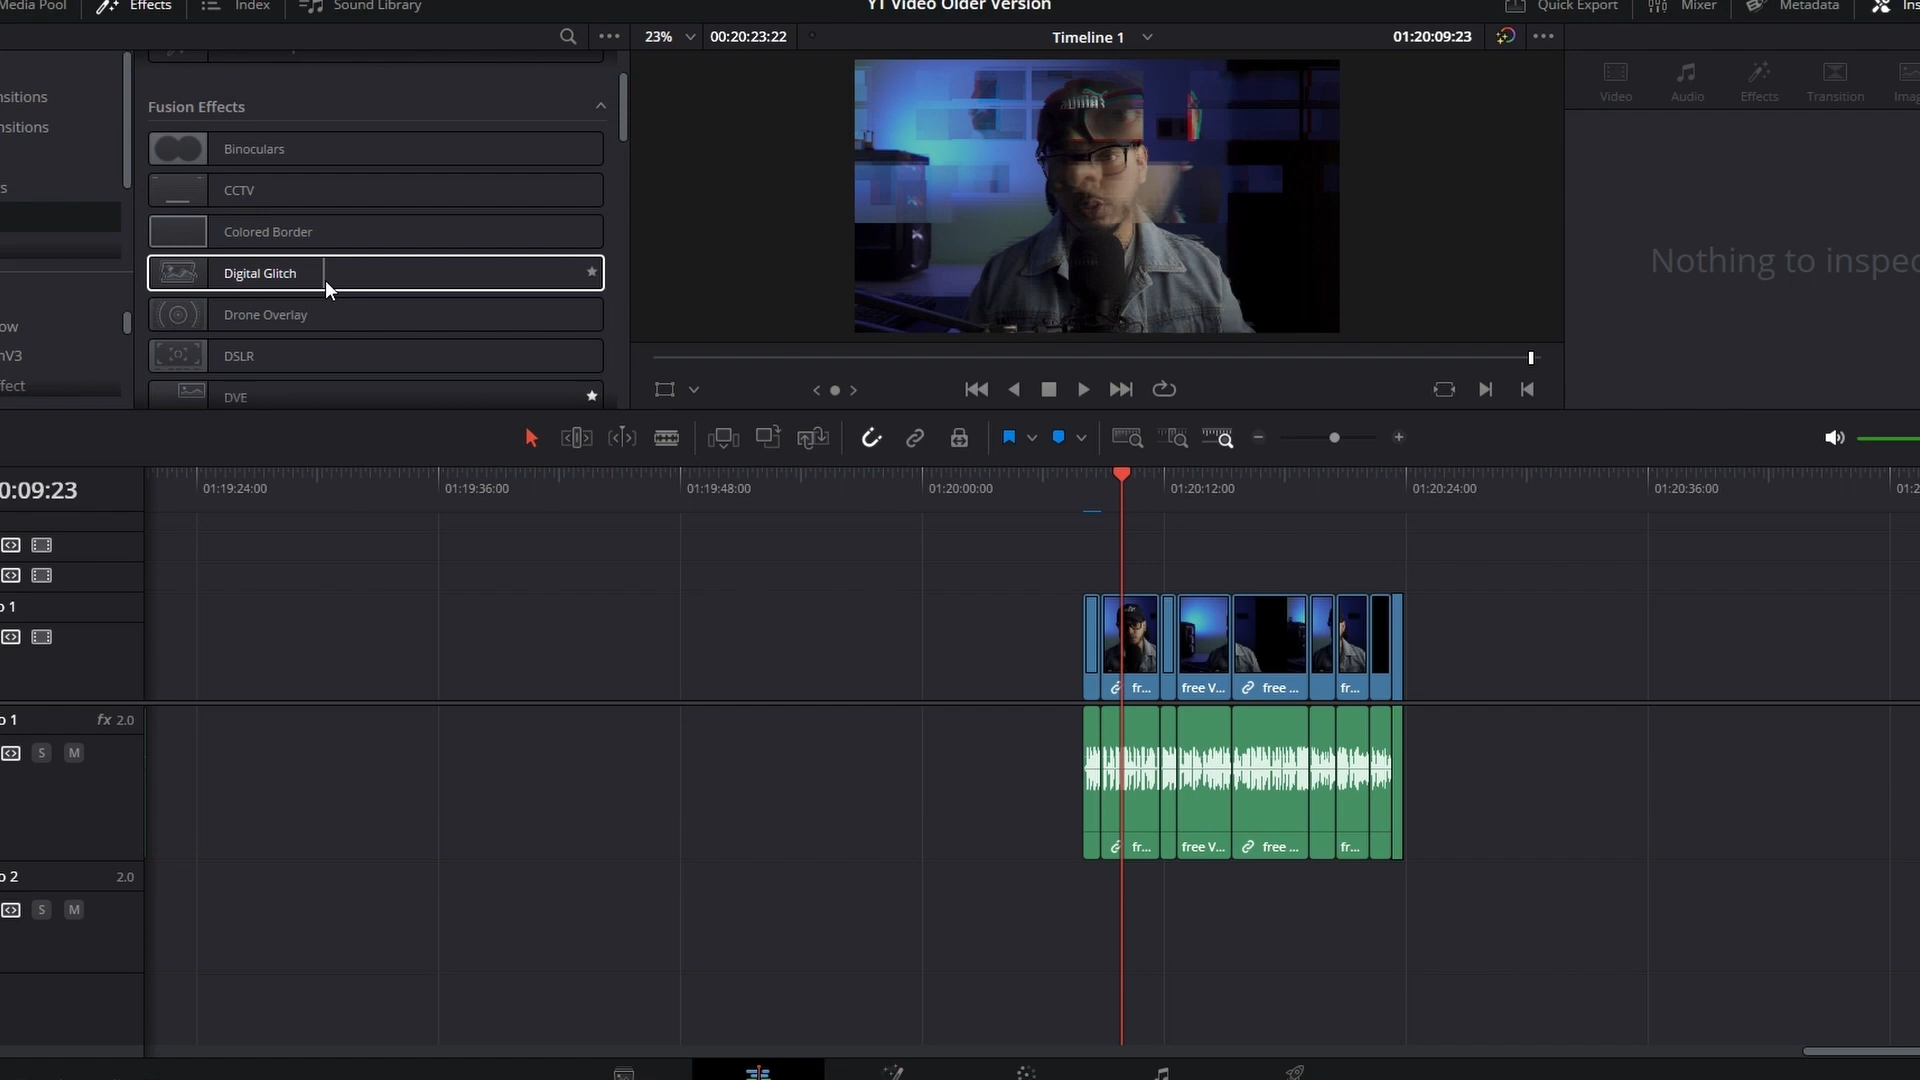 Media Pool Effects Index Sound Library YT Video Older Version Quick Export Mixer Metadata Ins
23% 00:20:23:22 Timeline 1 01:20:09:23
nsitions
nsitions
s
ow
nV3
fect
Fusion Effects
Binoculars
CCTV
Colored Border
Digital Glitch
Drone Overlay
DSLR
DVE
Video Audio Effects Transition Imag
Nothing to inspec
0:09:23
01:19:24:00 01:19:36:00 01:19:48:00 01:20:00:00 01:20:12:00 01:20:24:00 01:20:36:00 01:2
o 1
fr... free V... free ... fr...
o 1 fx 2.0
S M
fr... free V... free ... fr...
o 2 2.0
S M